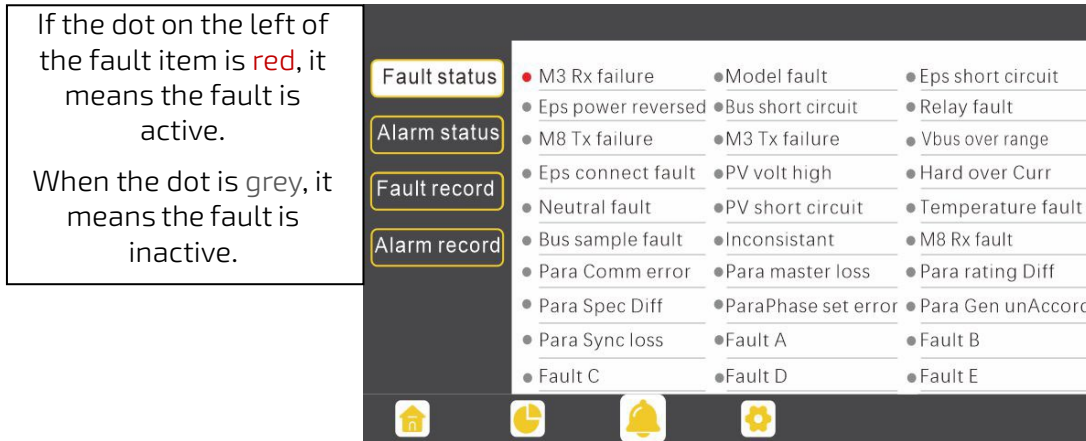 If the dot on the left of
the fault item is red, it
means the fault is
active.
When the dot is grey, it
means the fault is
inactive.
Fault status
Alarm status
Fault record
Alarm record
M3 Rx failure Model fault Eps short circuit
Eps power reversed Bus short circuit Relay fault
M8 Tx failure M3 Tx failure Vbus over range
Eps connect fault PV volt high Hard over Curr
Neutral fault PV short circuit Temperature fault
Bus sample fault Inconsistant M8 Rx fault
Para Comm error Para master loss Para rating Diff
Para Spec Diff ParaPhase set error Para Gen unAccord
Para Sync loss Fault A Fault B
Fault C Fault D Fault E